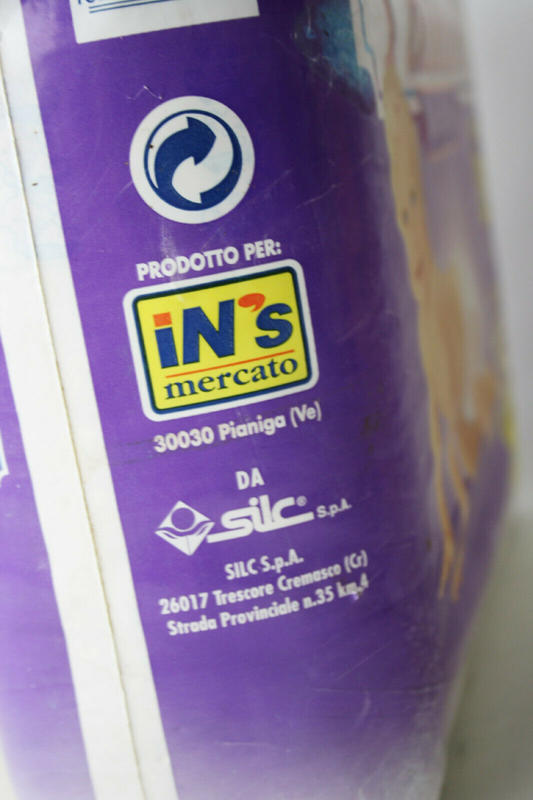 PRODOTTO PER:
iN's
mercato
30030 Pianiga (Ve)
DA
silc® S.p.A.
SILC S.p.A.
26017 Trescore Cremasco (Cr)
Strada Provinciale n.35 km.4